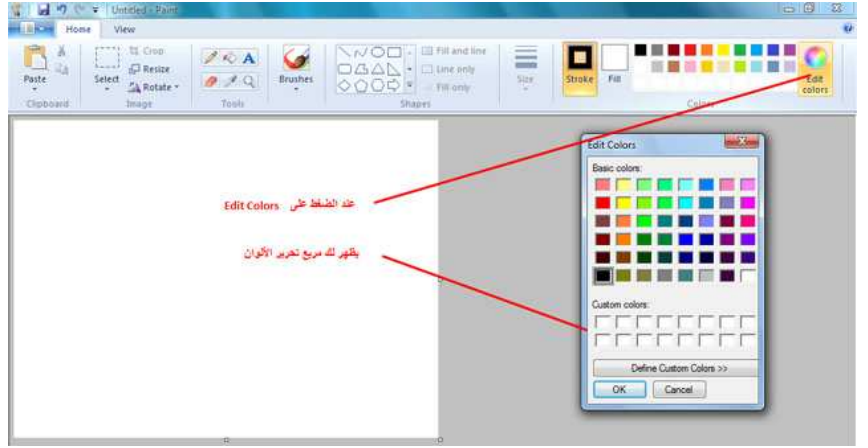 Untitled - Paint
Home View
Paste
Select
Crop
Resize
Rotate
Brushes
Fill and line
Line only
Fill only
Size
Stroke
Fill
Edit colors
Clipboard
Image
Tools
Shapes
Colors
عند الضغط على Edit Colors
يظهر لك مربع تحرير الألوان
Edit Colors
Basic colors:
Custom colors:
Define Custom Colors >>
OK
Cancel